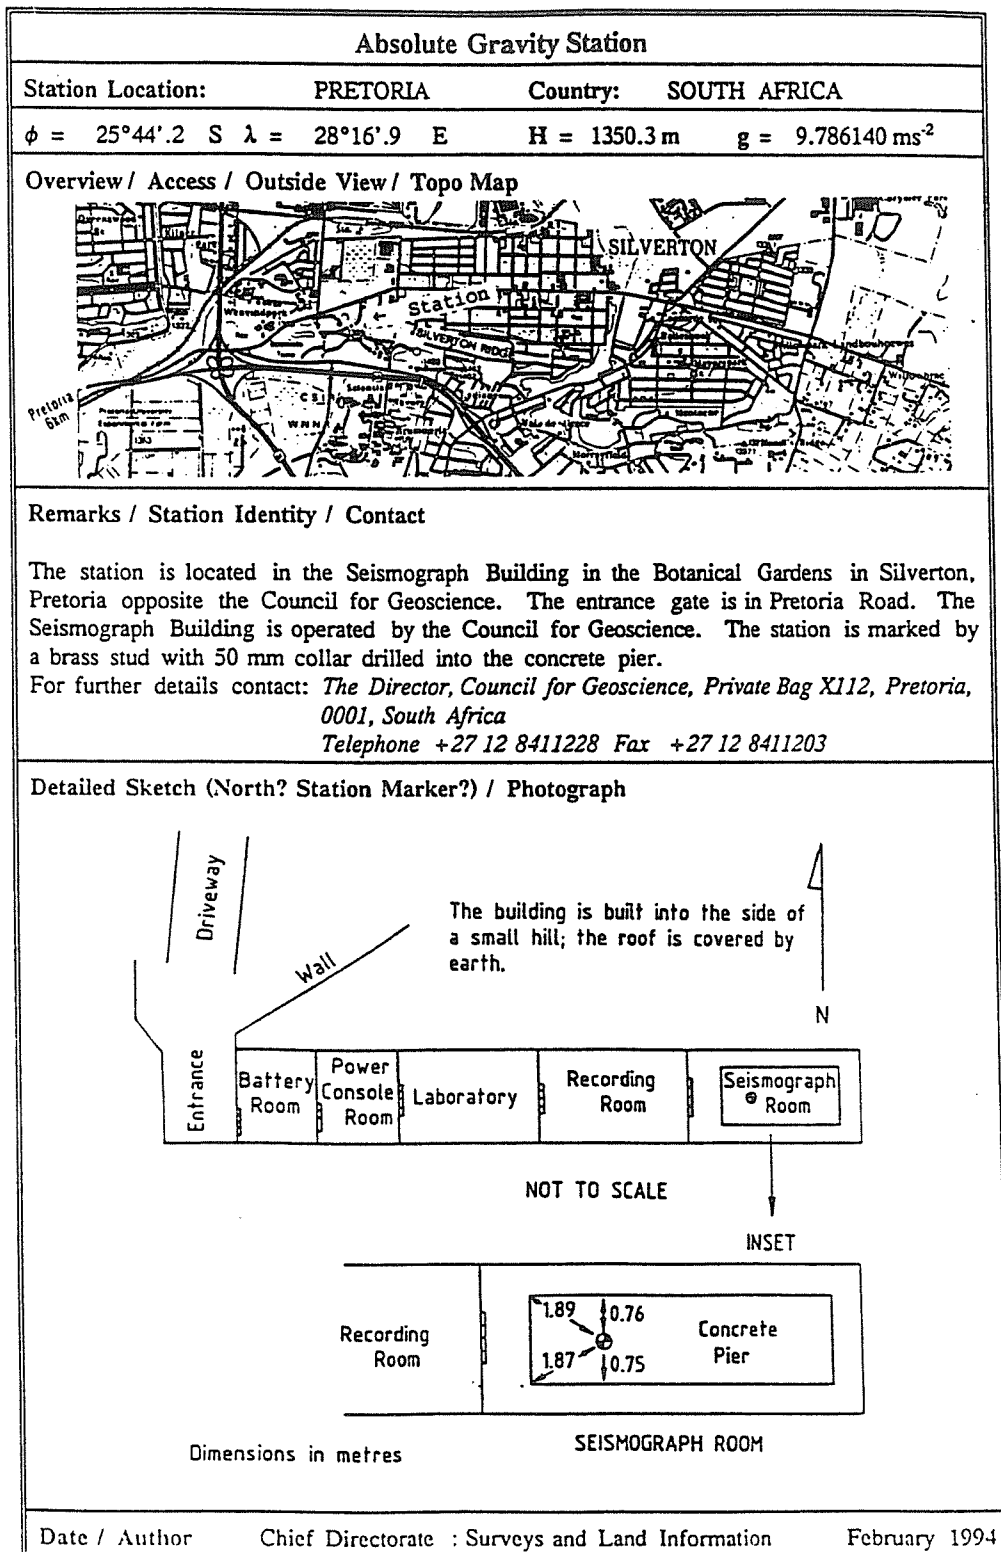 Absolute Gravity Station
Station Location: PRETORIA Country: SOUTH AFRICA
ϕ = 25°44'.2 S λ = 28°16'.9 E H = 1350.3 m g = 9.786140 ms⁻²
Overview / Access / Outside View / Topo Map
SILVERTON
Station
SILVERTON RIDGE
Pretoria
6km
Remarks / Station Identity / Contact
The station is located in the Seismograph Building in the Botanical Gardens in Silverton,
Pretoria opposite the Council for Geoscience. The entrance gate is in Pretoria Road. The
Seismograph Building is operated by the Council for Geoscience. The station is marked by
a brass stud with 50 mm collar drilled into the concrete pier.
For further details contact: The Director, Council for Geoscience, Private Bag X112, Pretoria,
0001, South Africa
Telephone +27 12 8411228 Fax +27 12 8411203
Detailed Sketch (North? Station Marker?) / Photograph
Driveway
Wall
The building is built into the side of
a small hill; the roof is covered by
earth.
N
Entrance
Battery
Room
Power
Console
Room
Laboratory
Recording
Room
Seismograph
Room
NOT TO SCALE
INSET
Recording
Room
1.89
0.76
1.87
0.75
Concrete
Pier
Dimensions in metres
SEISMOGRAPH ROOM
Date / Author Chief Directorate : Surveys and Land Information February 1994